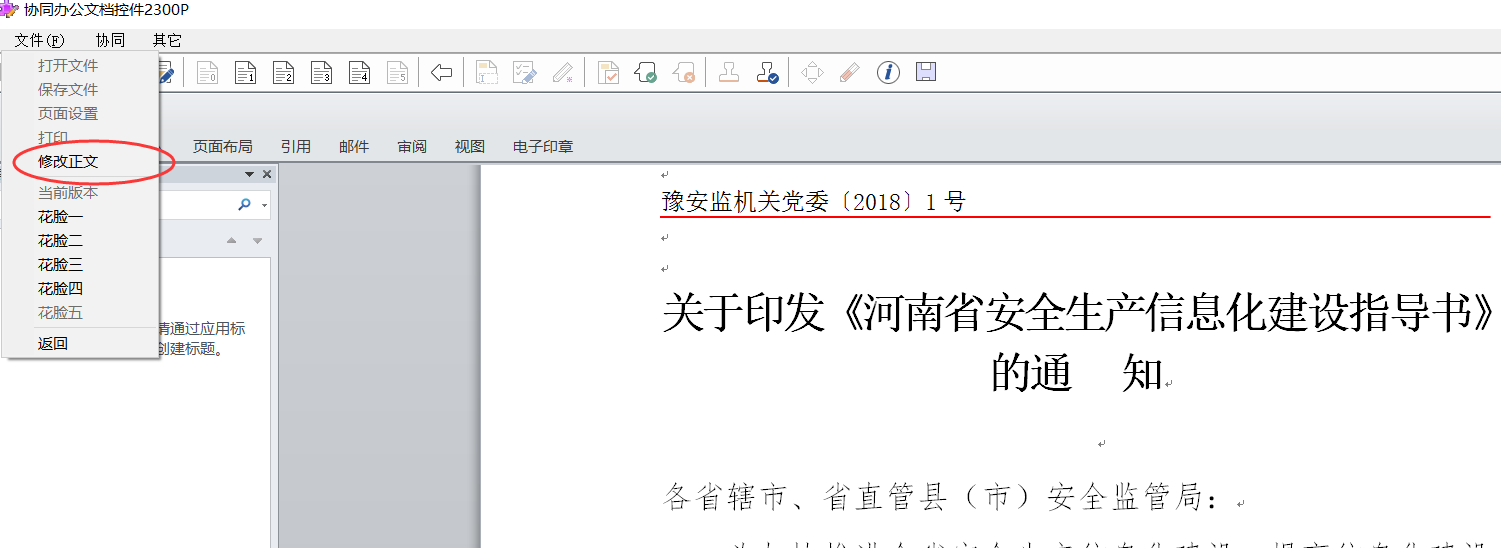 协同办公文档控件2300P
文件(F) 协同 其它
打开文件
保存文件
页面设置
打印
修改正文
当前版本
花脸一
花脸二
花脸三
花脸四
花脸五
返回
0 1 2 3 4 5
页面布局 引用 邮件 审阅 视图 电子印章
请通过应用标
创建标题。
豫安监机关党委〔2018〕1号
关于印发《河南省安全生产信息化建设指导书》
的通 知
各省辖市、省直管县（市）安全监管局：